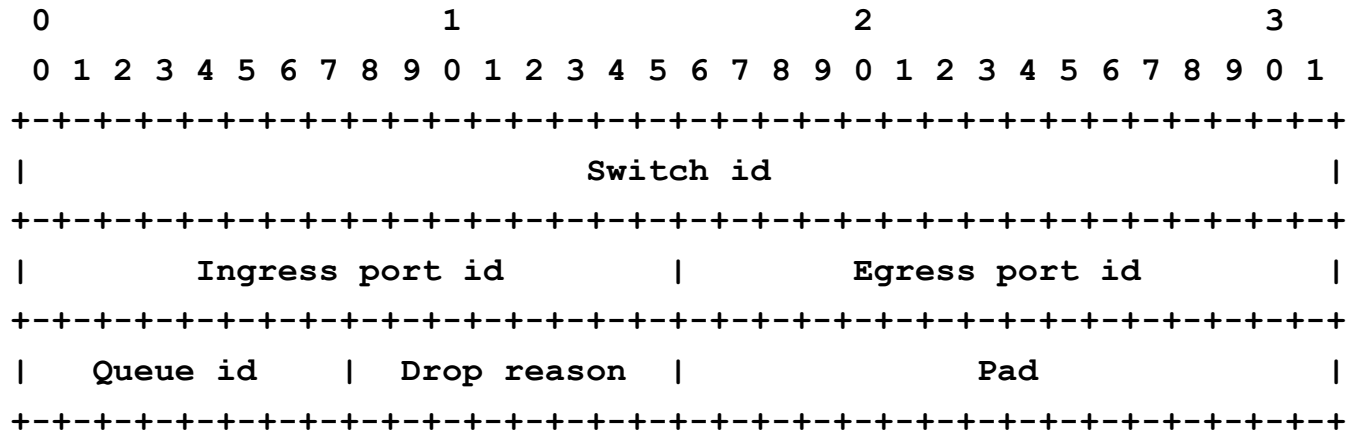 0                   1                   2                   3
 0 1 2 3 4 5 6 7 8 9 0 1 2 3 4 5 6 7 8 9 0 1 2 3 4 5 6 7 8 9 0 1
+-+-+-+-+-+-+-+-+-+-+-+-+-+-+-+-+-+-+-+-+-+-+-+-+-+-+-+-+-+-+-+-+
|                           Switch id                           |
+-+-+-+-+-+-+-+-+-+-+-+-+-+-+-+-+-+-+-+-+-+-+-+-+-+-+-+-+-+-+-+-+
|        Ingress port id        |        Egress port id         |
+-+-+-+-+-+-+-+-+-+-+-+-+-+-+-+-+-+-+-+-+-+-+-+-+-+-+-+-+-+-+-+-+
|   Queue id    |  Drop reason  |              Pad              |
+-+-+-+-+-+-+-+-+-+-+-+-+-+-+-+-+-+-+-+-+-+-+-+-+-+-+-+-+-+-+-+-+